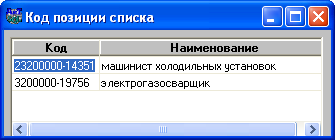 Код позиции списка
Код Наименование
23200000-14351 машинист холодильных установок
3200000-19756 электрогазосварщик